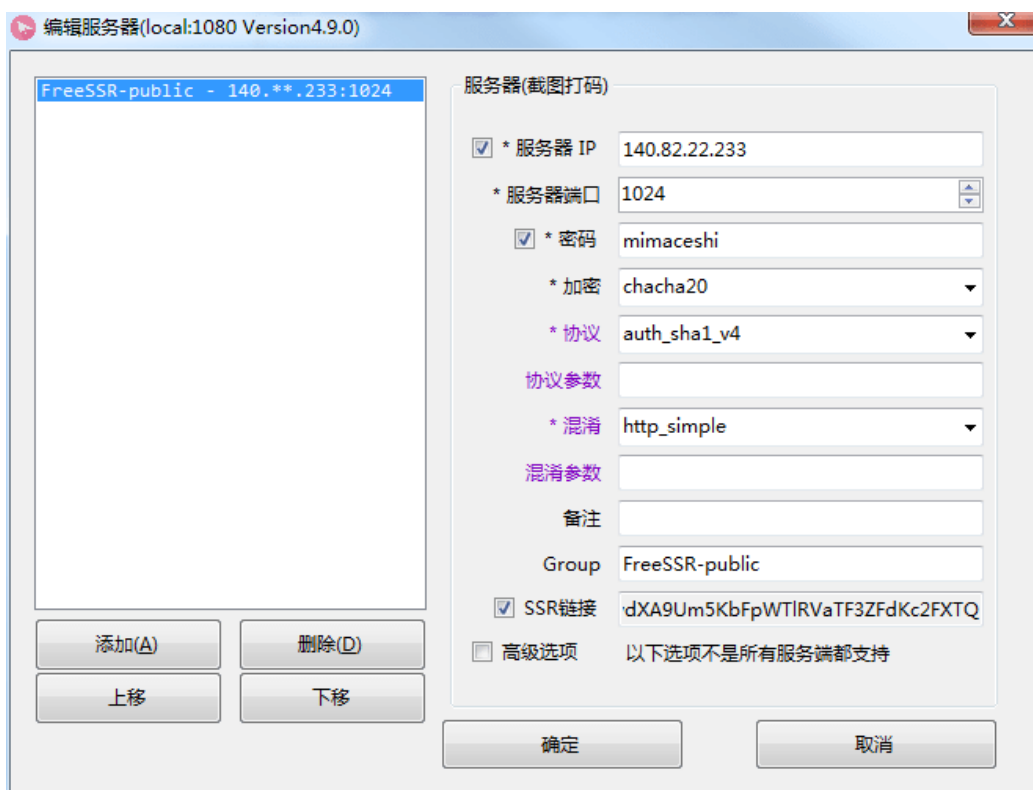 编辑服务器(local:1080 Version4.9.0)
FreeSSR-public - 140.**.233:1024
服务器(截图打码)
* 服务器 IP 140.82.22.233
* 服务器端口 1024
* 密码 mimaceshi
* 加密 chacha20
* 协议 auth_sha1_v4
协议参数
* 混淆 http_simple
混淆参数
备注
Group FreeSSR-public
SSR链接 dXA9Um5KbFpWTlRVaTF3ZFdKc2FXTQ
高级选项 以下选项不是所有服务端都支持
添加(A) 删除(D)
上移 下移
确定 取消